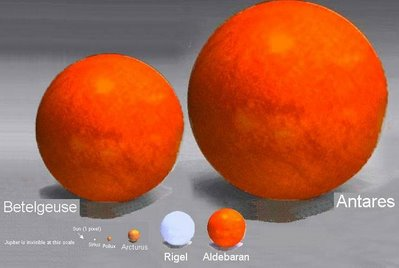 Betelgeuse
Antares
Sun (1 pixel)
Jupiter is invisible at this scale
Sirius
Pollux
Arcturus
Rigel
Aldebaran